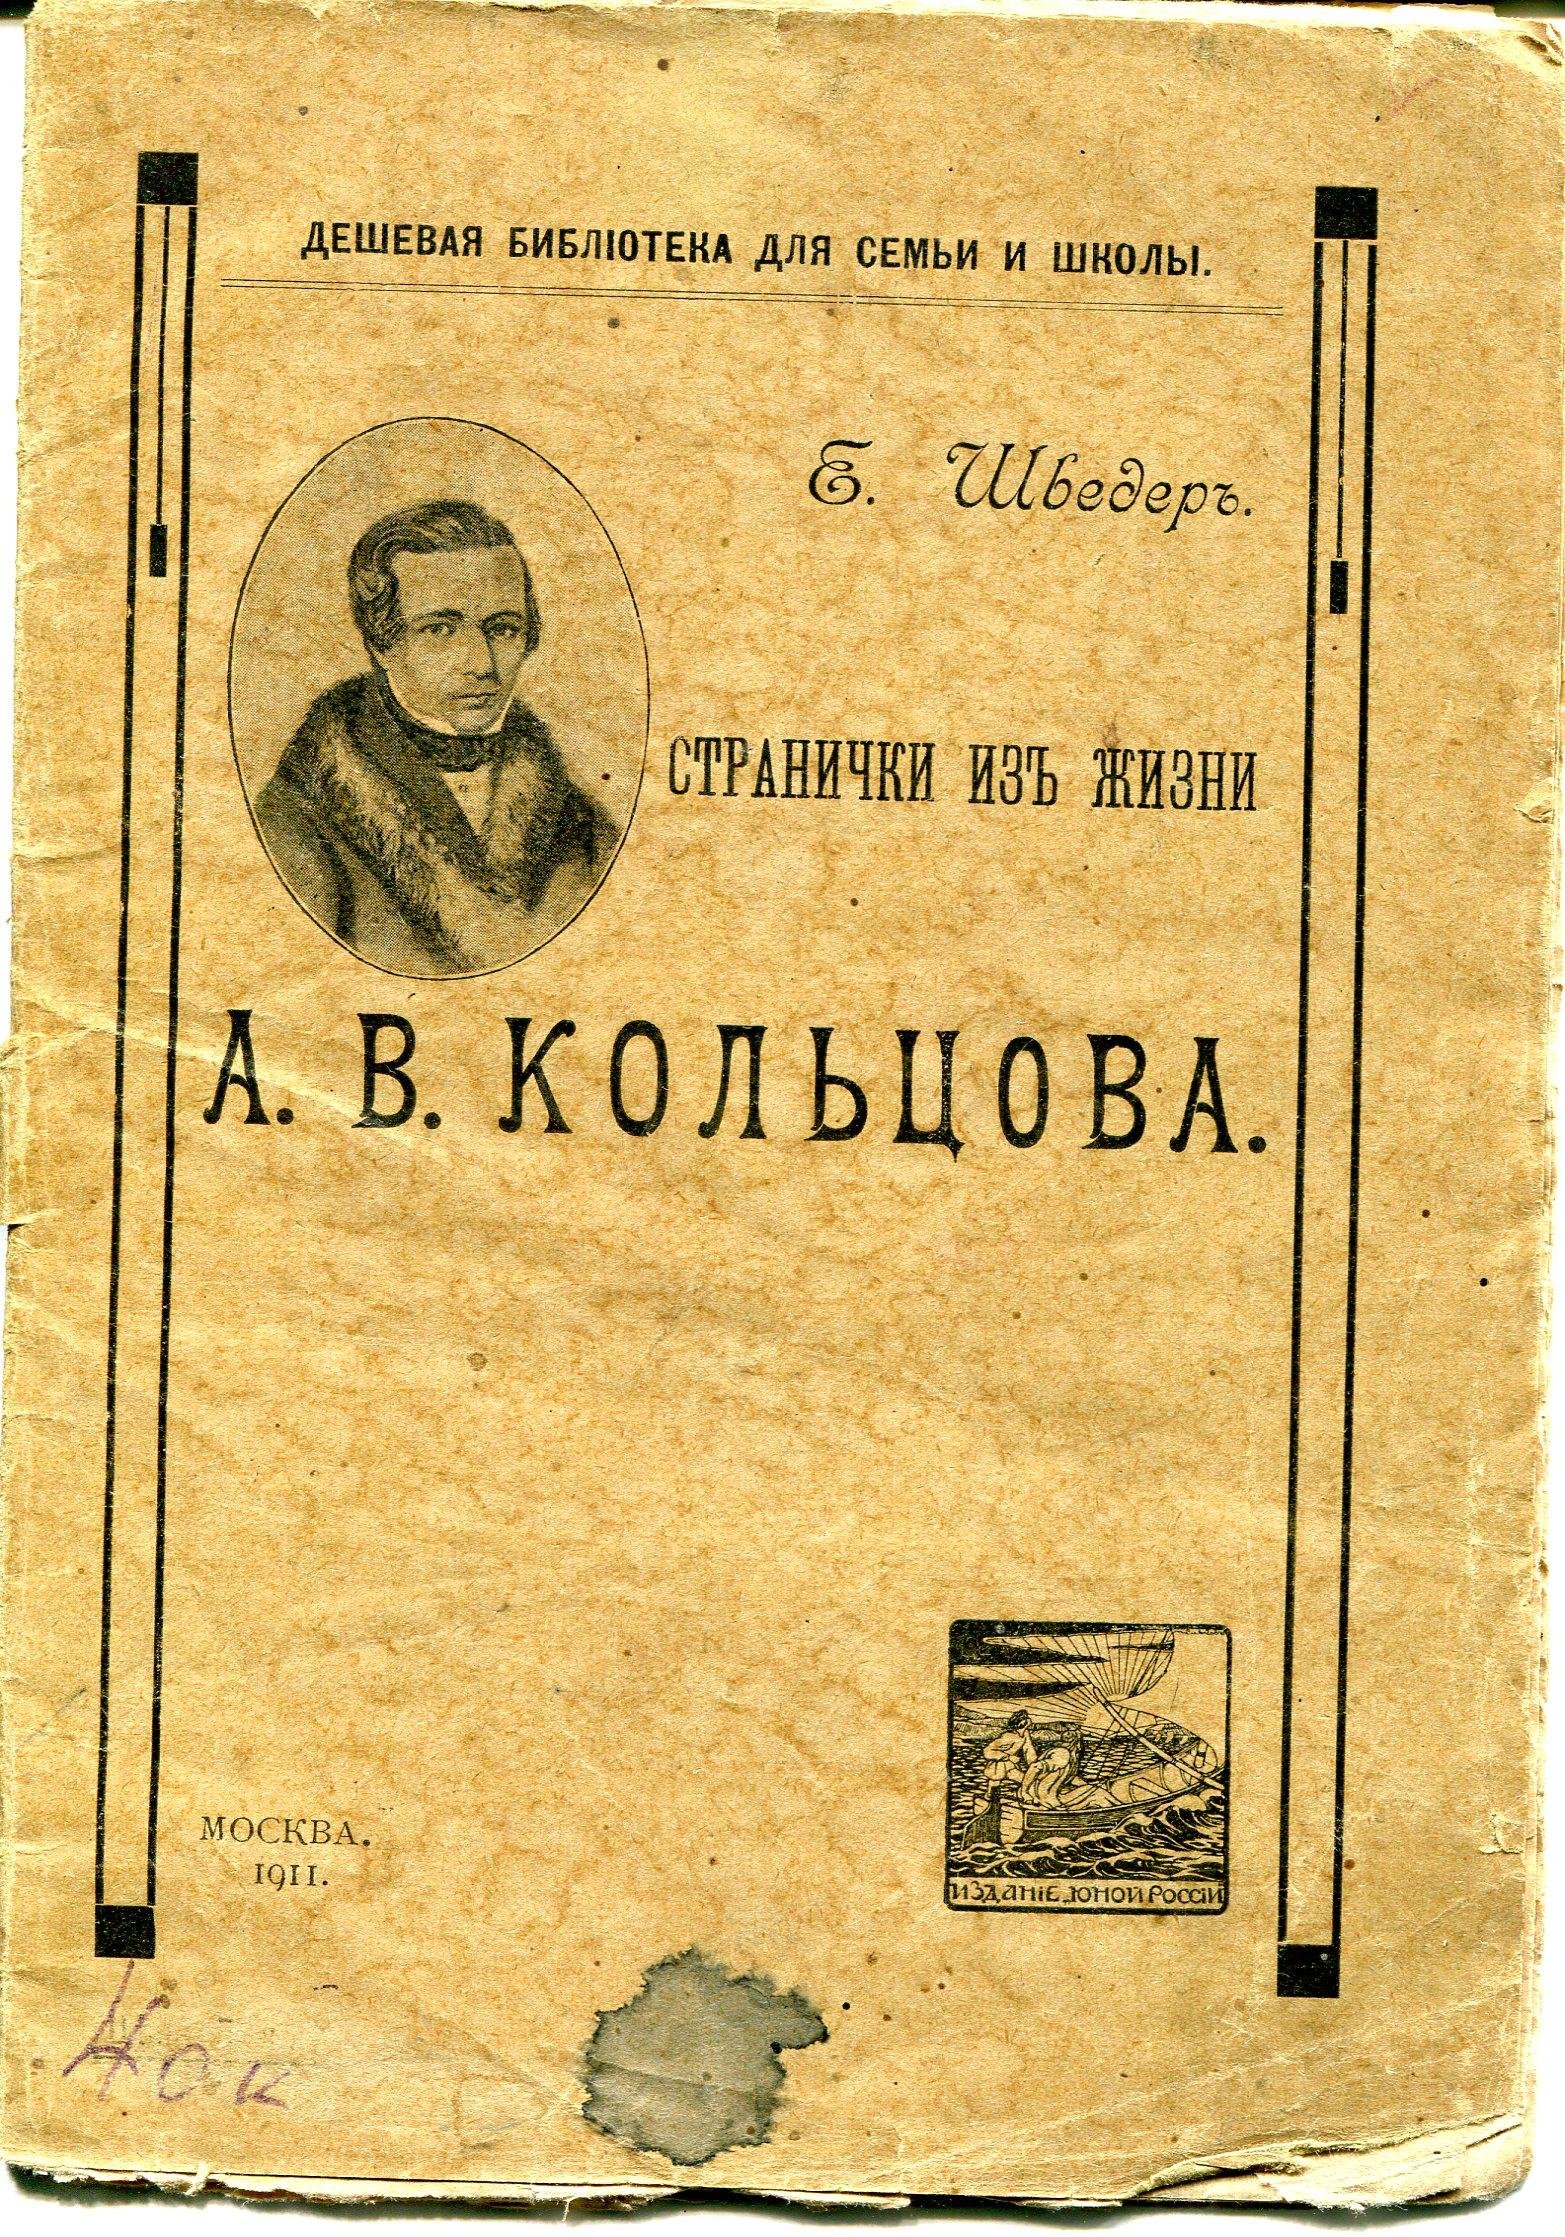 ДЕШЕВАЯ БИБЛІОТЕКА ДЛЯ СЕМЬИ И ШКОЛЫ.
Е. Шведеръ.
СТРАНИЧКИ ИЗЪ ЖИЗНИ
А. В. КОЛЬЦОВА.
МОСКВА.
1911.
ИЗДАНІЕ „ЮНОЙ РОССІИ